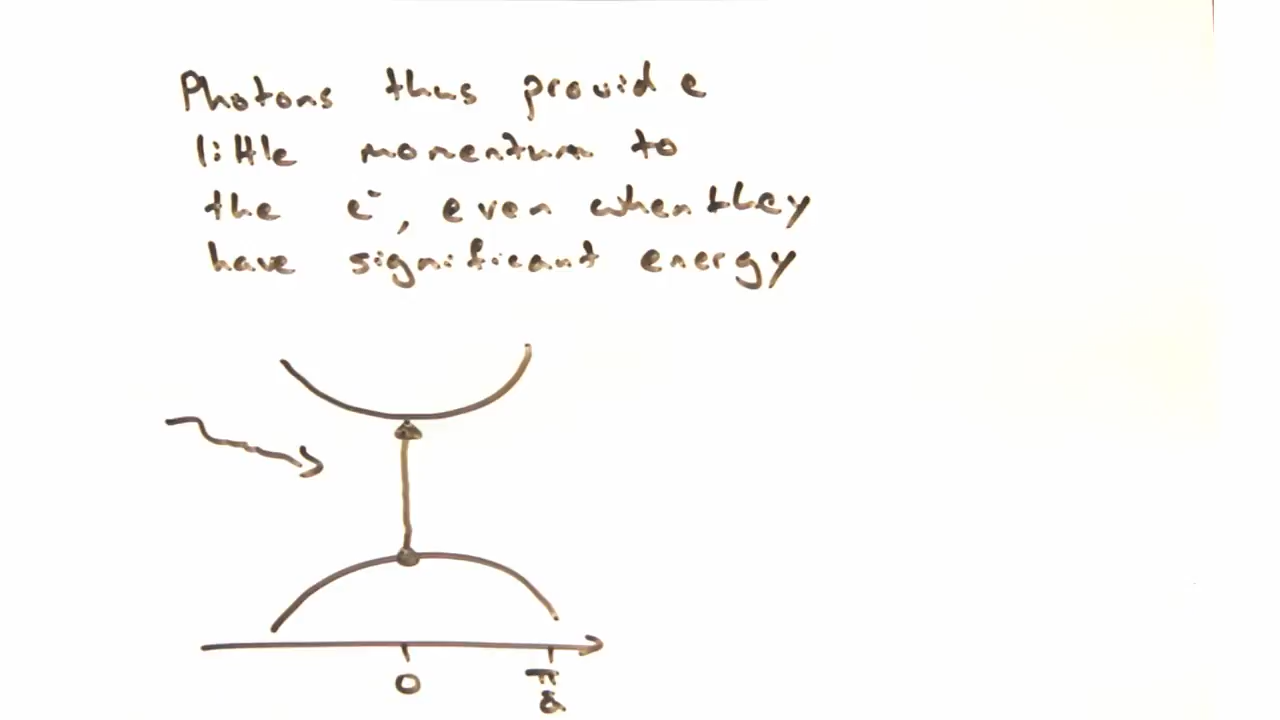 Photons thus provide
little momentum to
the e⁻, even when they
have significant energy
0
π
a